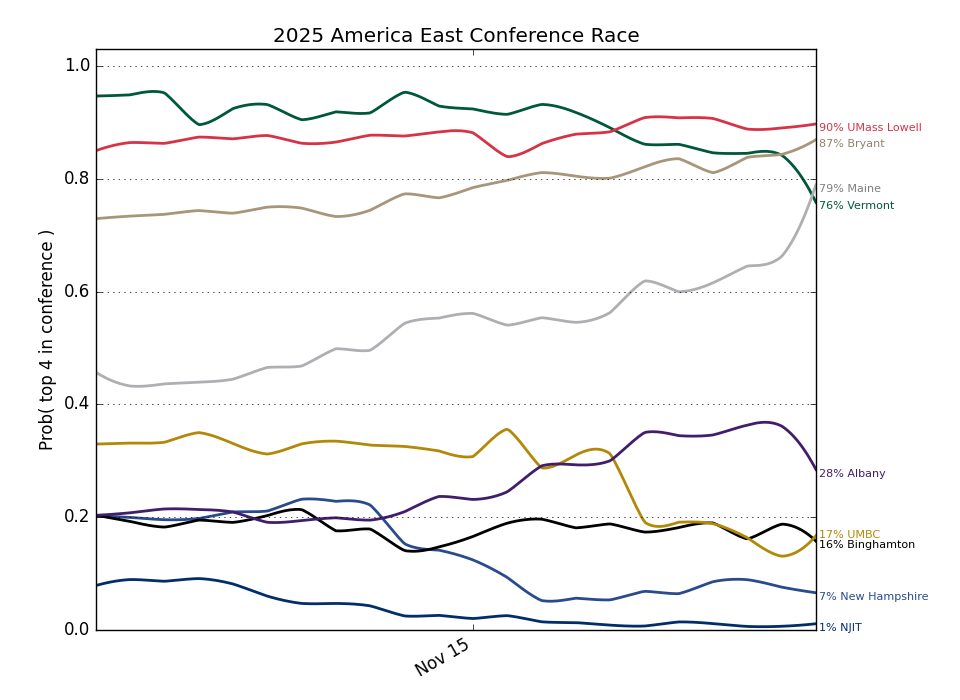 2025 America East Conference Race
Prob( top 4 in conference )
1.0
0.8
0.6
0.4
0.2
0.0
Nov 15
90% UMass Lowell
87% Bryant
79% Maine
76% Vermont
28% Albany
17% UMBC
16% Binghamton
7% New Hampshire
1% NJIT